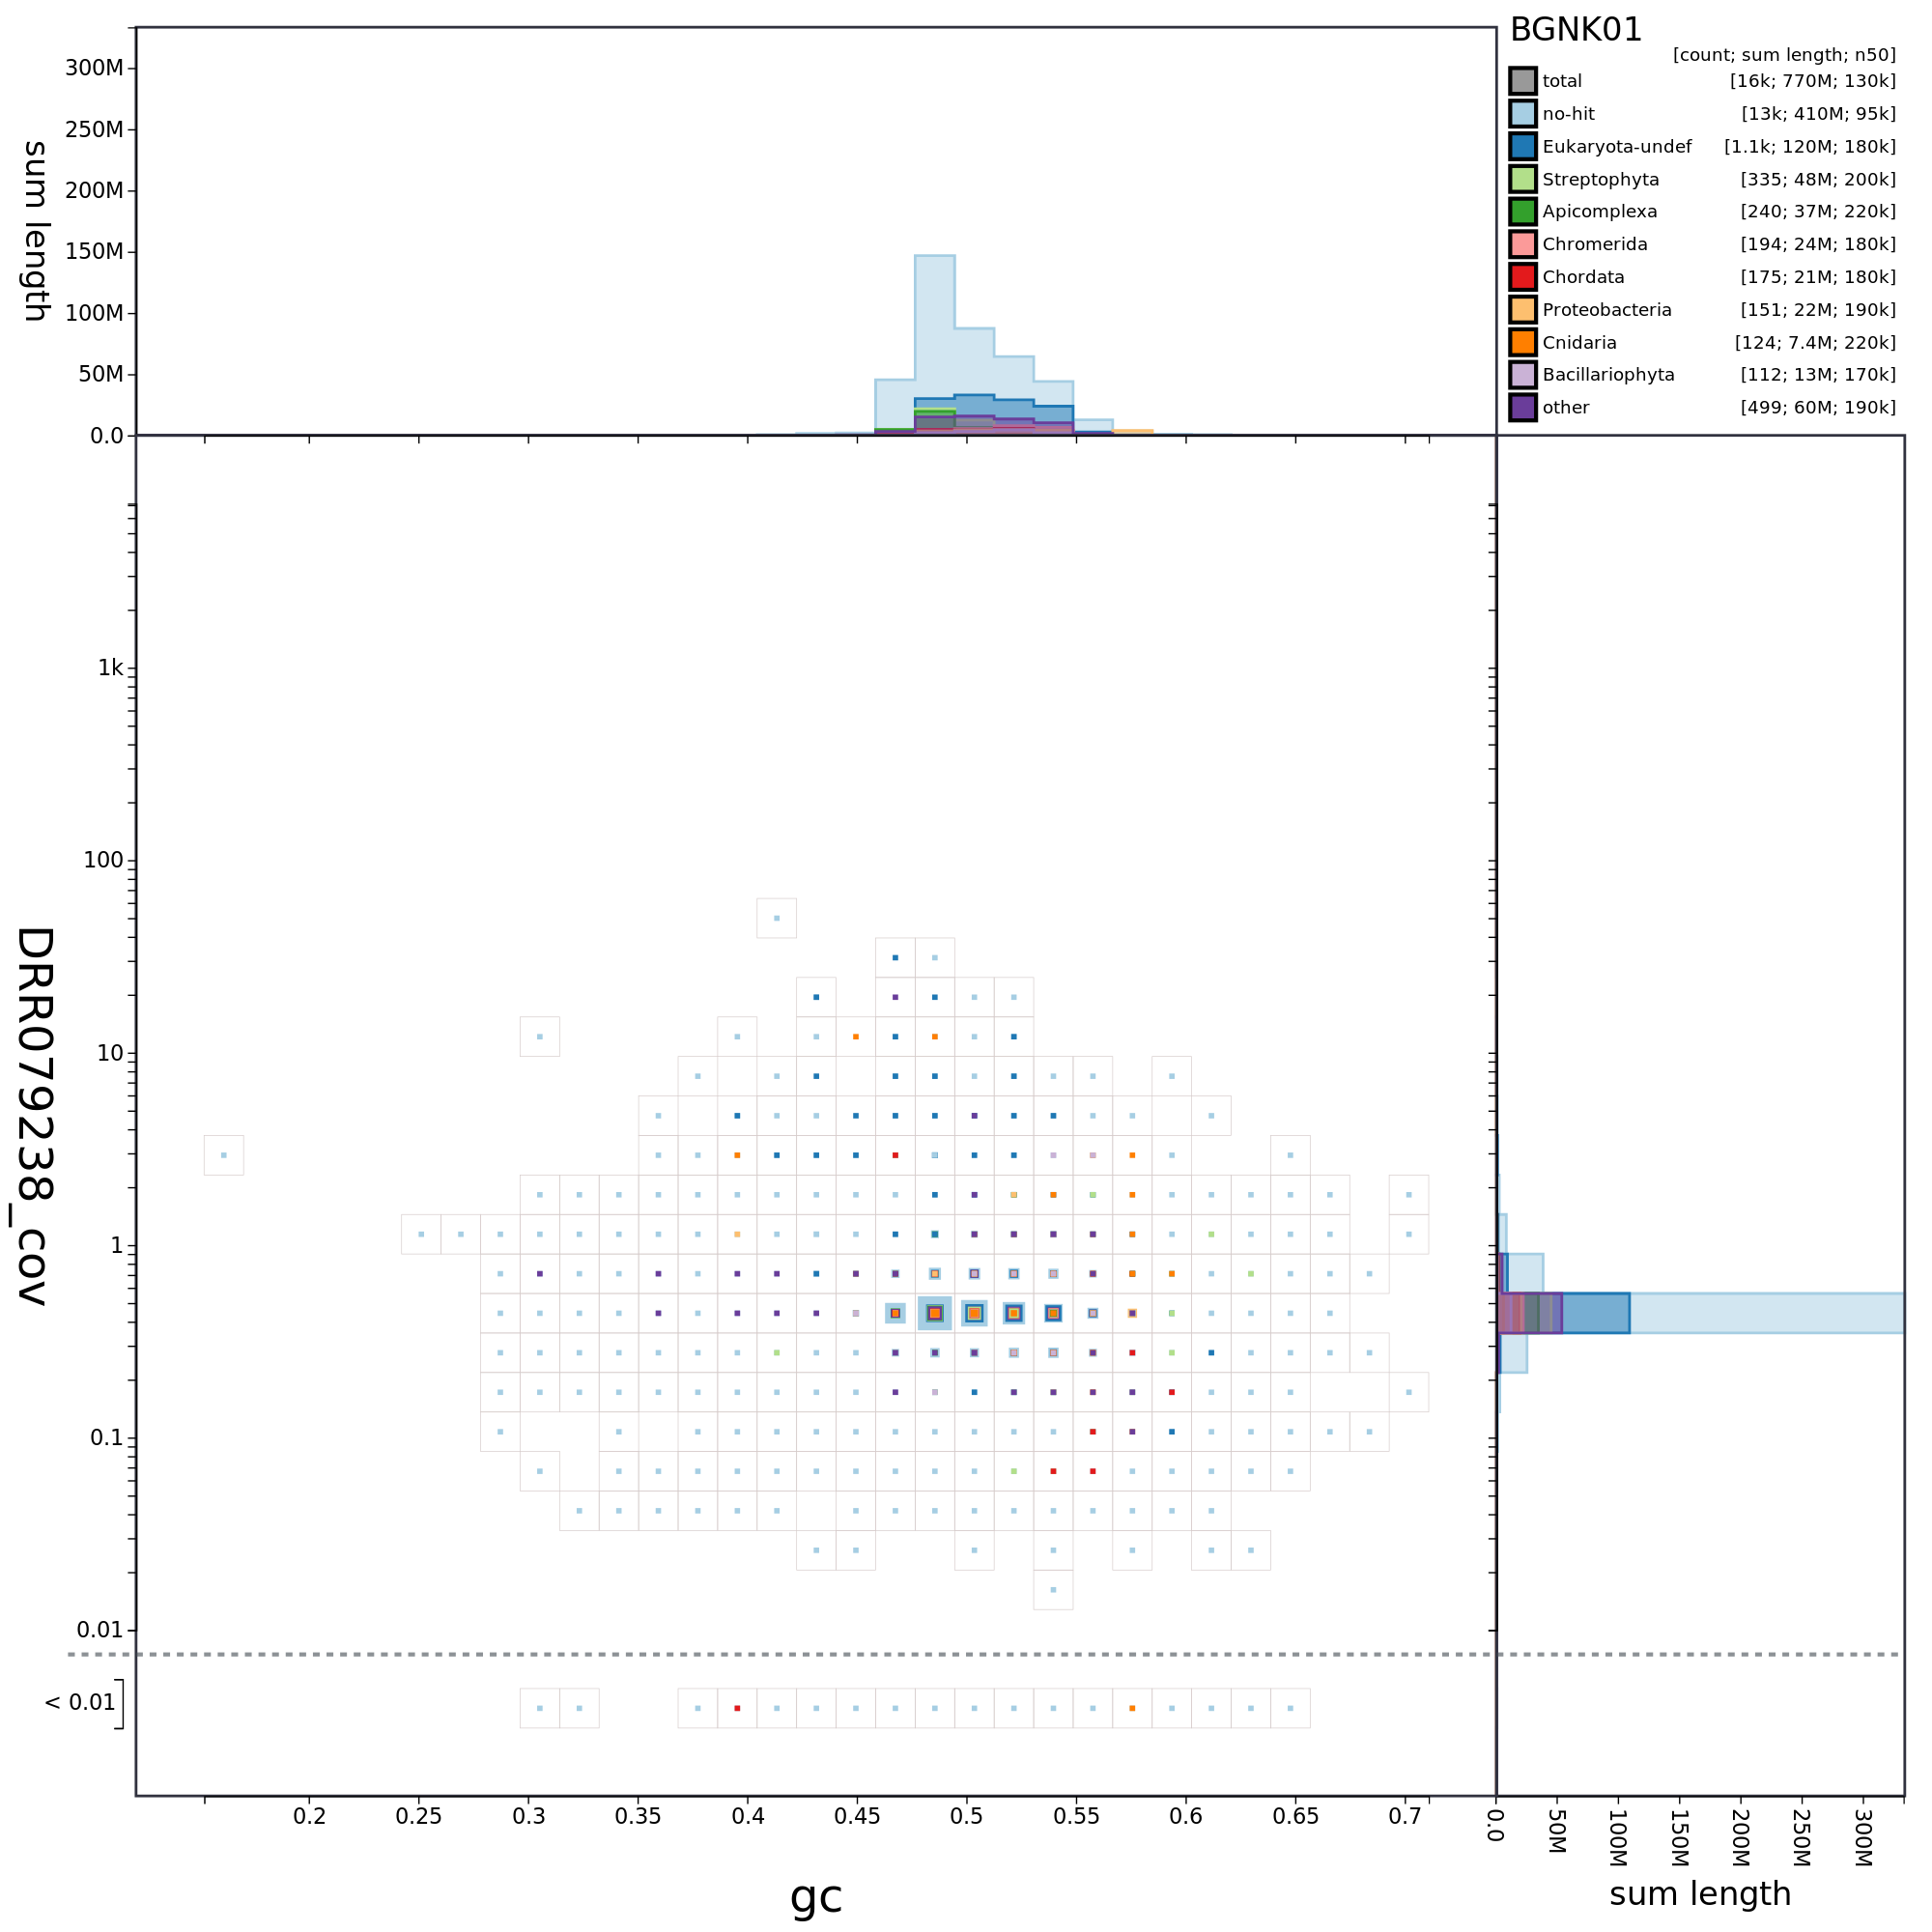 BGNK01
[count; sum length; n50]
total [16k; 770M; 130k]
no-hit [13k; 410M; 95k]
Eukaryota-undef [1.1k; 120M; 180k]
Streptophyta [335; 48M; 200k]
Apicomplexa [240; 37M; 220k]
Chromerida [194; 24M; 180k]
Chordata [175; 21M; 180k]
Proteobacteria [151; 22M; 190k]
Cnidaria [124; 7.4M; 220k]
Bacillariophyta [112; 13M; 170k]
other [499; 60M; 190k]
sum length
300M
250M
200M
150M
100M
50M
0.0
DRR079238_cov
1k
100
10
1
0.1
0.01
< 0.01
0.2 0.25 0.3 0.35 0.4 0.45 0.5 0.55 0.6 0.65 0.7
gc
0.0 50M 100M 150M 200M 250M 300M
sum length